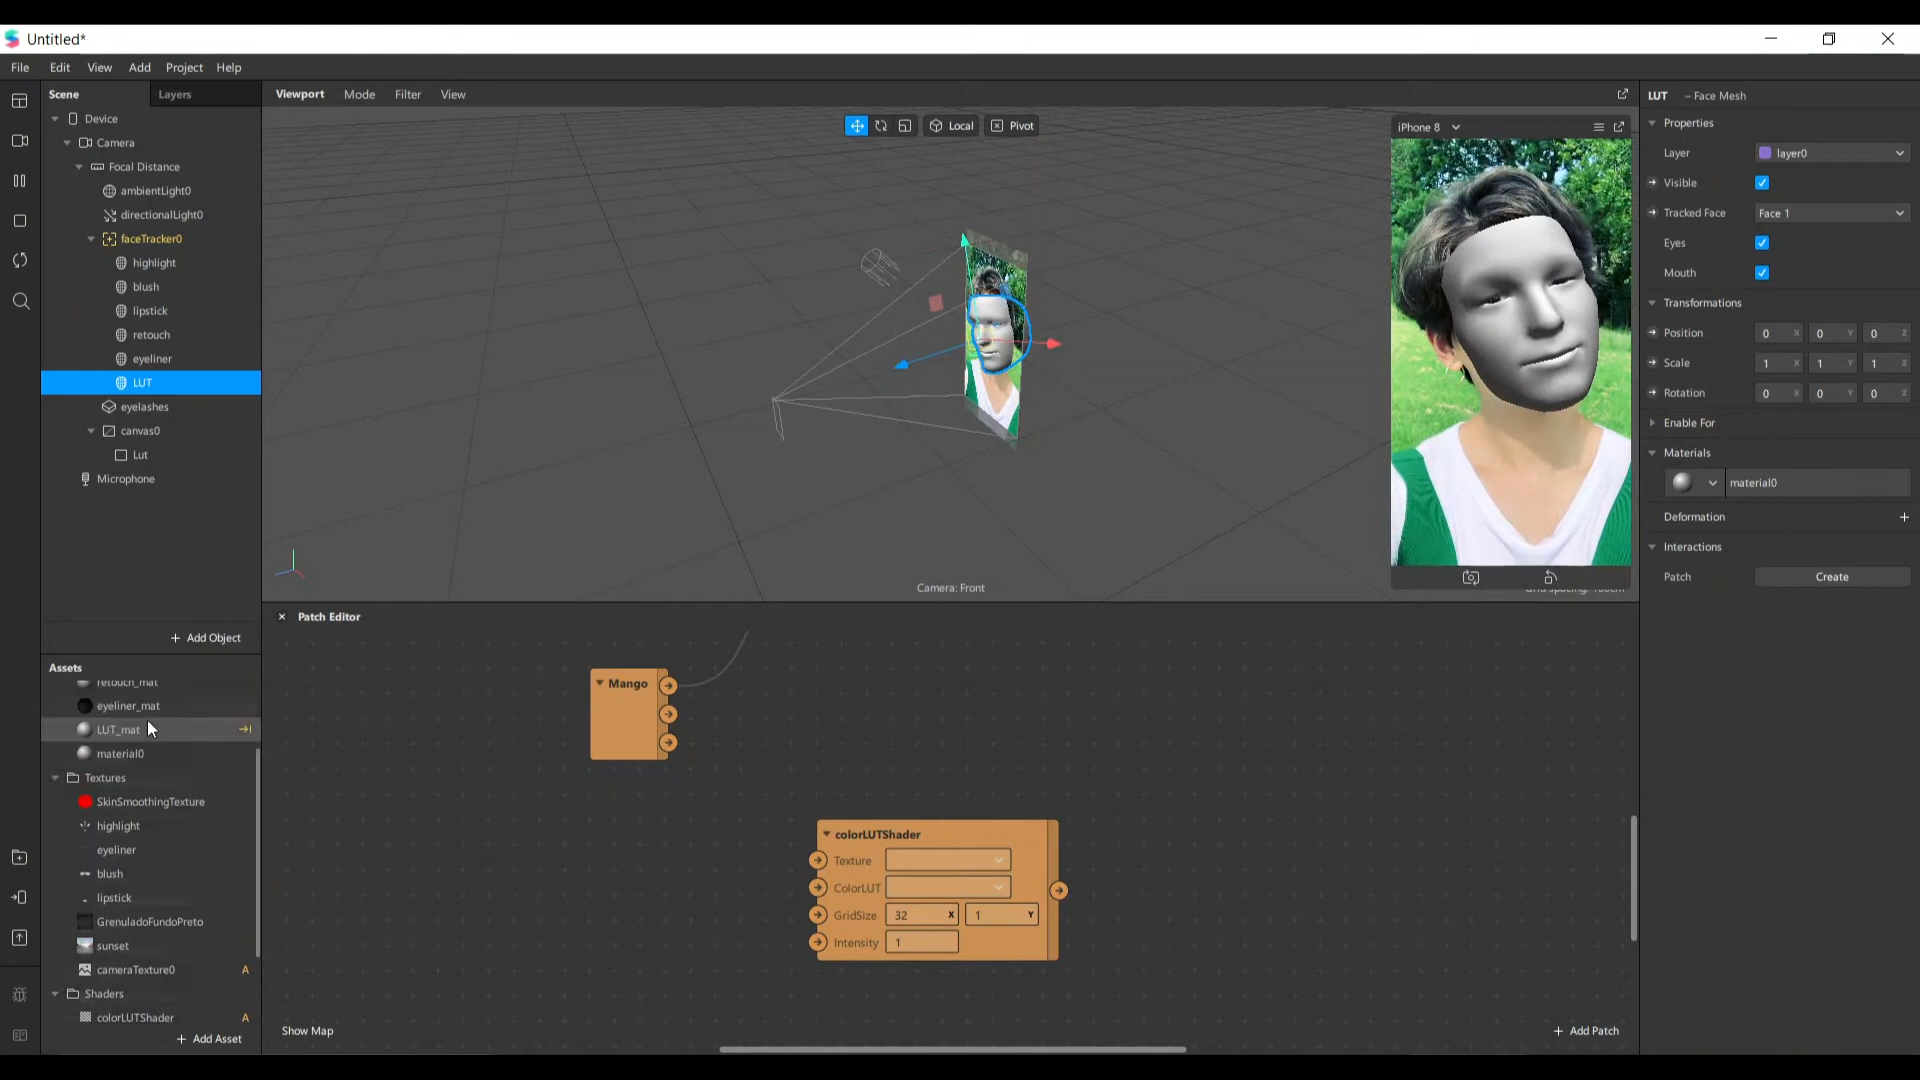 Untitled*
File Edit View Add Project Help
Scene Layers
Device
Camera
Focal Distance
ambientLight0
directionalLight0
faceTracker0
highlight
blush
lipstick
retouch
eyeliner
LUT
eyelashes
canvas0
Lut
Microphone
+ Add Object
Assets
retouch_mat
eyeliner_mat
LUT_mat
material0
Textures
SkinSmoothingTexture
highlight
eyeliner
blush
lipstick
GrenuladoFundoPreto
sunset
cameraTexture0 A
Shaders
colorLUTShader A
+ Add Asset
Viewport Mode Filter View
Local Pivot
iPhone 8
Camera: Front
Grid spacing: 100cm
Patch Editor
Mango
colorLUTShader
Texture
ColorLUT
GridSize 32 X 1 Y
Intensity 1
Show Map
+ Add Patch
LUT – Face Mesh
Properties
Layer layer0
Visible
Tracked Face Face 1
Eyes
Mouth
Transformations
Position 0 X 0 Y 0 Z
Scale 1 X 1 Y 1 Z
Rotation 0 X 0 Y 0 Z
Enable For
Materials
material0
Deformation +
Interactions
Patch Create